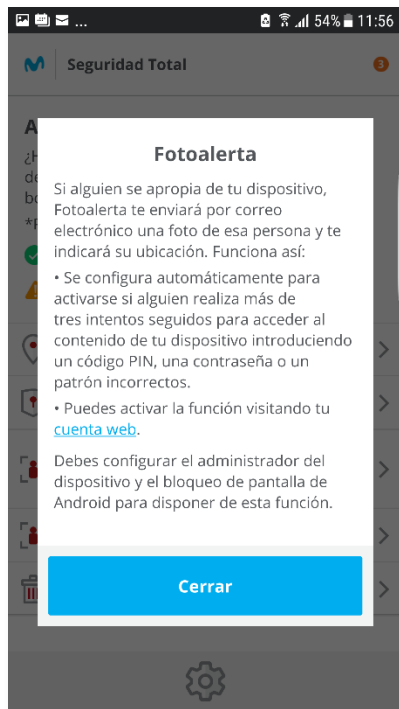 ... 54% 11:56
Seguridad Total 3
A
Fotoalerta
Si alguien se apropia de tu dispositivo,
Fotoalerta te enviará por correo
electrónico una foto de esa persona y te
indicará su ubicación. Funciona así:
• Se configura automáticamente para
activarse si alguien realiza más de
tres intentos seguidos para acceder al
contenido de tu dispositivo introduciendo
un código PIN, una contraseña o un
patrón incorrectos.
• Puedes activar la función visitando tu
cuenta web.
Debes configurar el administrador del
dispositivo y el bloqueo de pantalla de
Android para disponer de esta función.
Cerrar